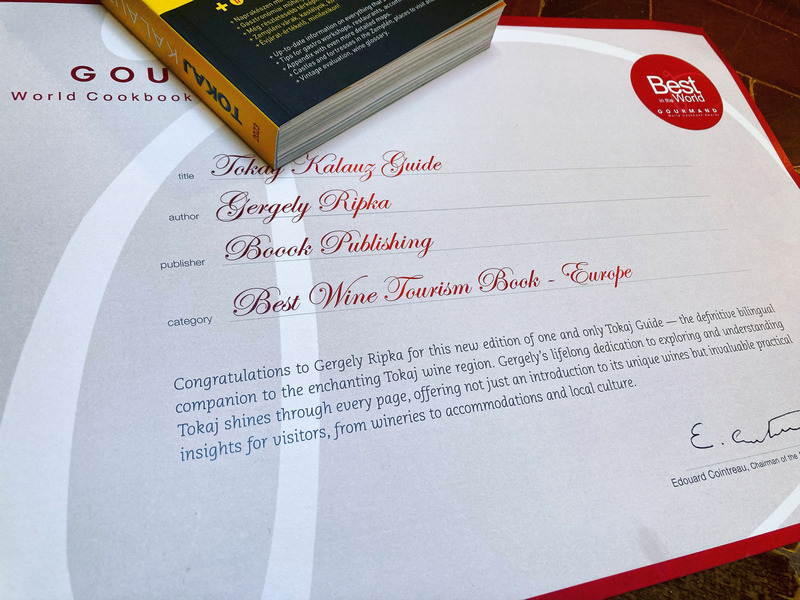 TOKAJ KALAUZ
Naprakészen
• Up-to-date information on everything that
• Tips for gastro workshops, restaurants,
• Appendix with even more detailed maps.
• Castles and fortresses in the Zemplén, places to visit and
• Vintage evaluation, wine glossary.
GOU
World Cookbook
Best
in the World
GOURMAND
World Cookbook Awards
title Tokaj Kalauz Guide
author Gergely Ripka
publisher Boook Publishing
category Best Wine Tourism Book - Europe
Congratulations to Gergely Ripka for this new edition of one and only Tokaj Guide — the definitive bilingual
companion to the enchanting Tokaj wine region. Gergely's lifelong dedication to exploring and understanding
Tokaj shines through every page, offering not just an introduction to its unique wines but invaluable practical
insights for visitors, from wineries to accommodations and local culture.
Edouard Cointreau, Chairman of the